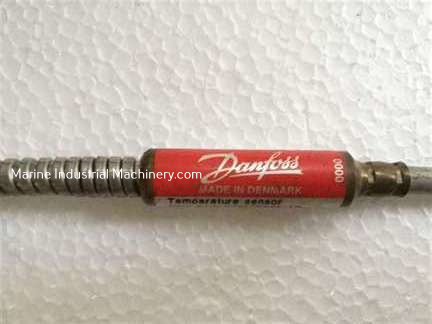 Marine Industrial Machinery.com
Danfoss
MADE IN DENMARK
Temperature sensor
0000